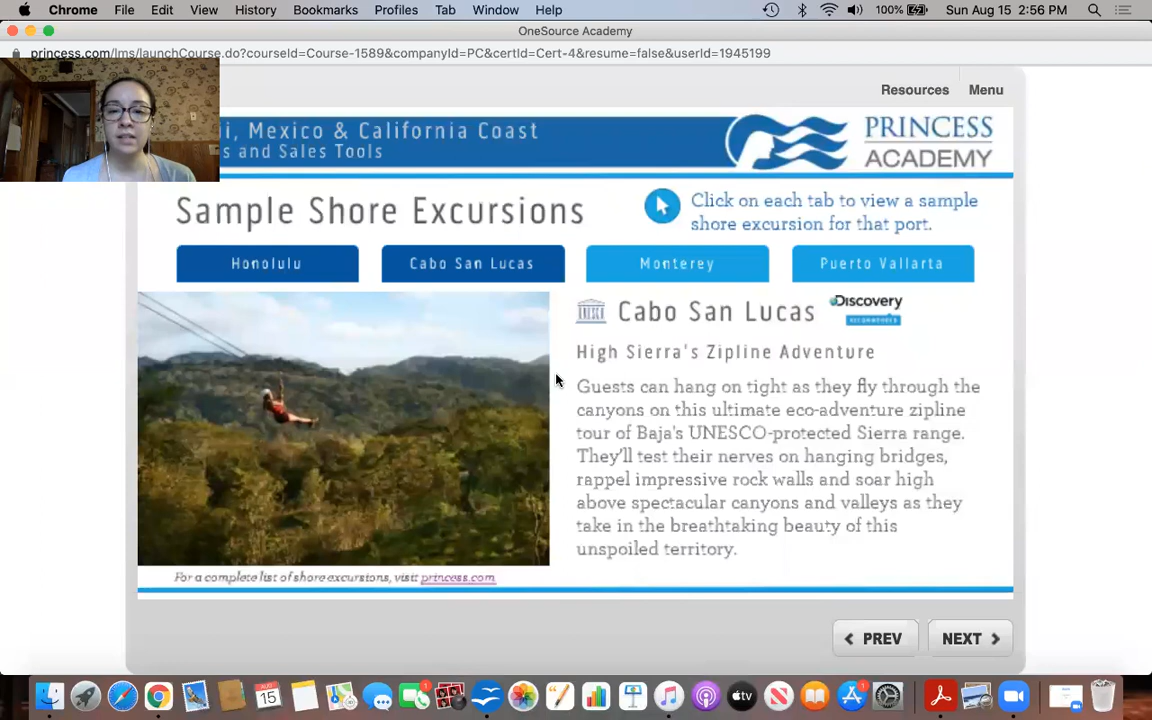 Chrome File Edit View History Bookmarks Profiles Tab Window Help 100% Sun Aug 15 2:56 PM
OneSource Academy
princess.com/lms/launchCourse.do?courseId=Course-1589&companyId=PC&certId=Cert-4&resume=false&userId=1945199
Resources Menu
i, Mexico & California Coast
s and Sales Tools
PRINCESS
ACADEMY
Sample Shore Excursions
Click on each tab to view a sample
shore excursion for that port.
Honolulu Cabo San Lucas Monterey Puerto Vallarta
UNESCO Cabo San Lucas Discovery
RECOMMENDED
High Sierra's Zipline Adventure
Guests can hang on tight as they fly through the
canyons on this ultimate eco-adventure zipline
tour of Baja's UNESCO-protected Sierra range.
They'll test their nerves on hanging bridges,
rappel impressive rock walls and soar high
above spectacular canyons and valleys as they
take in the breathtaking beauty of this
unspoiled territory.
For a complete list of shore excursions, visit princess.com
PREV NEXT
AUG
15
1
1
tv